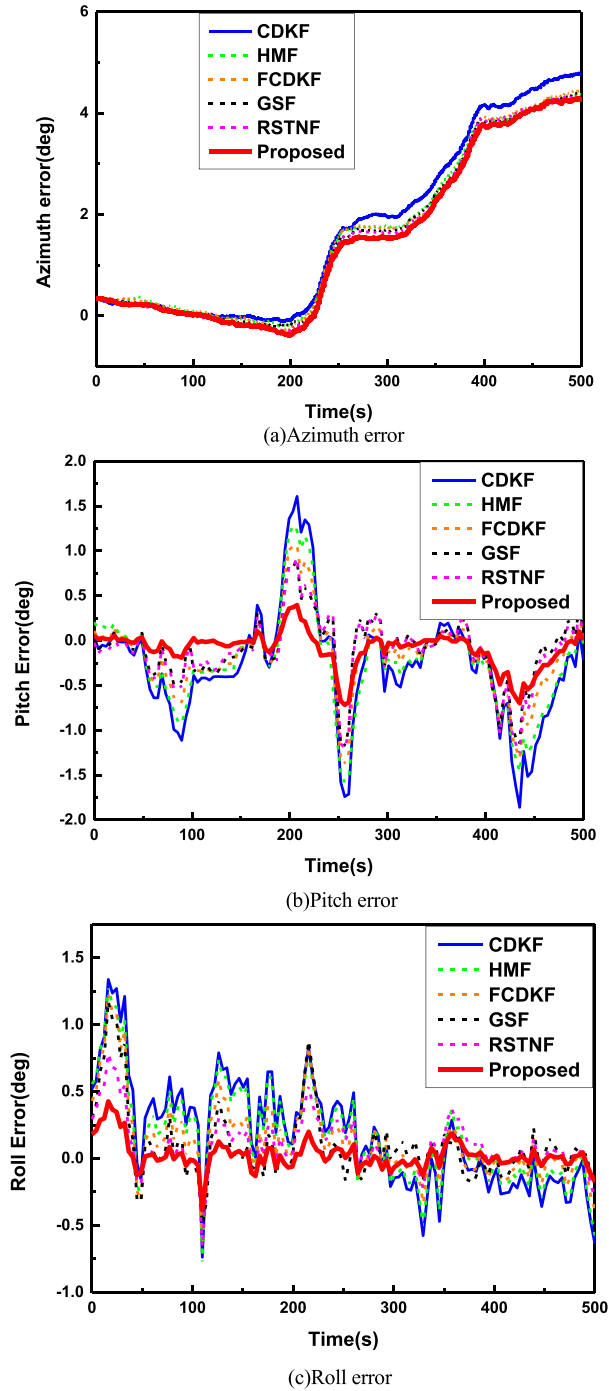 CDKF
HMF
FCDKF
GSF
RSTNF
Proposed
Azimuth error(deg)
6
4
2
0
0 100 200 300 400 500
Time(s)
(a)Azimuth error
CDKF
HMF
FCDKF
GSF
RSTNF
Proposed
Pitch Error(deg)
2.0
1.5
1.0
0.5
0.0
-0.5
-1.0
-1.5
-2.0
0 100 200 300 400 500
Time(s)
(b)Pitch error
CDKF
HMF
FCDKF
GSF
RSTNF
Proposed
Roll Error(deg)
1.5
1.0
0.5
0.0
-0.5
-1.0
0 100 200 300 400 500
Time(s)
(c)Roll error